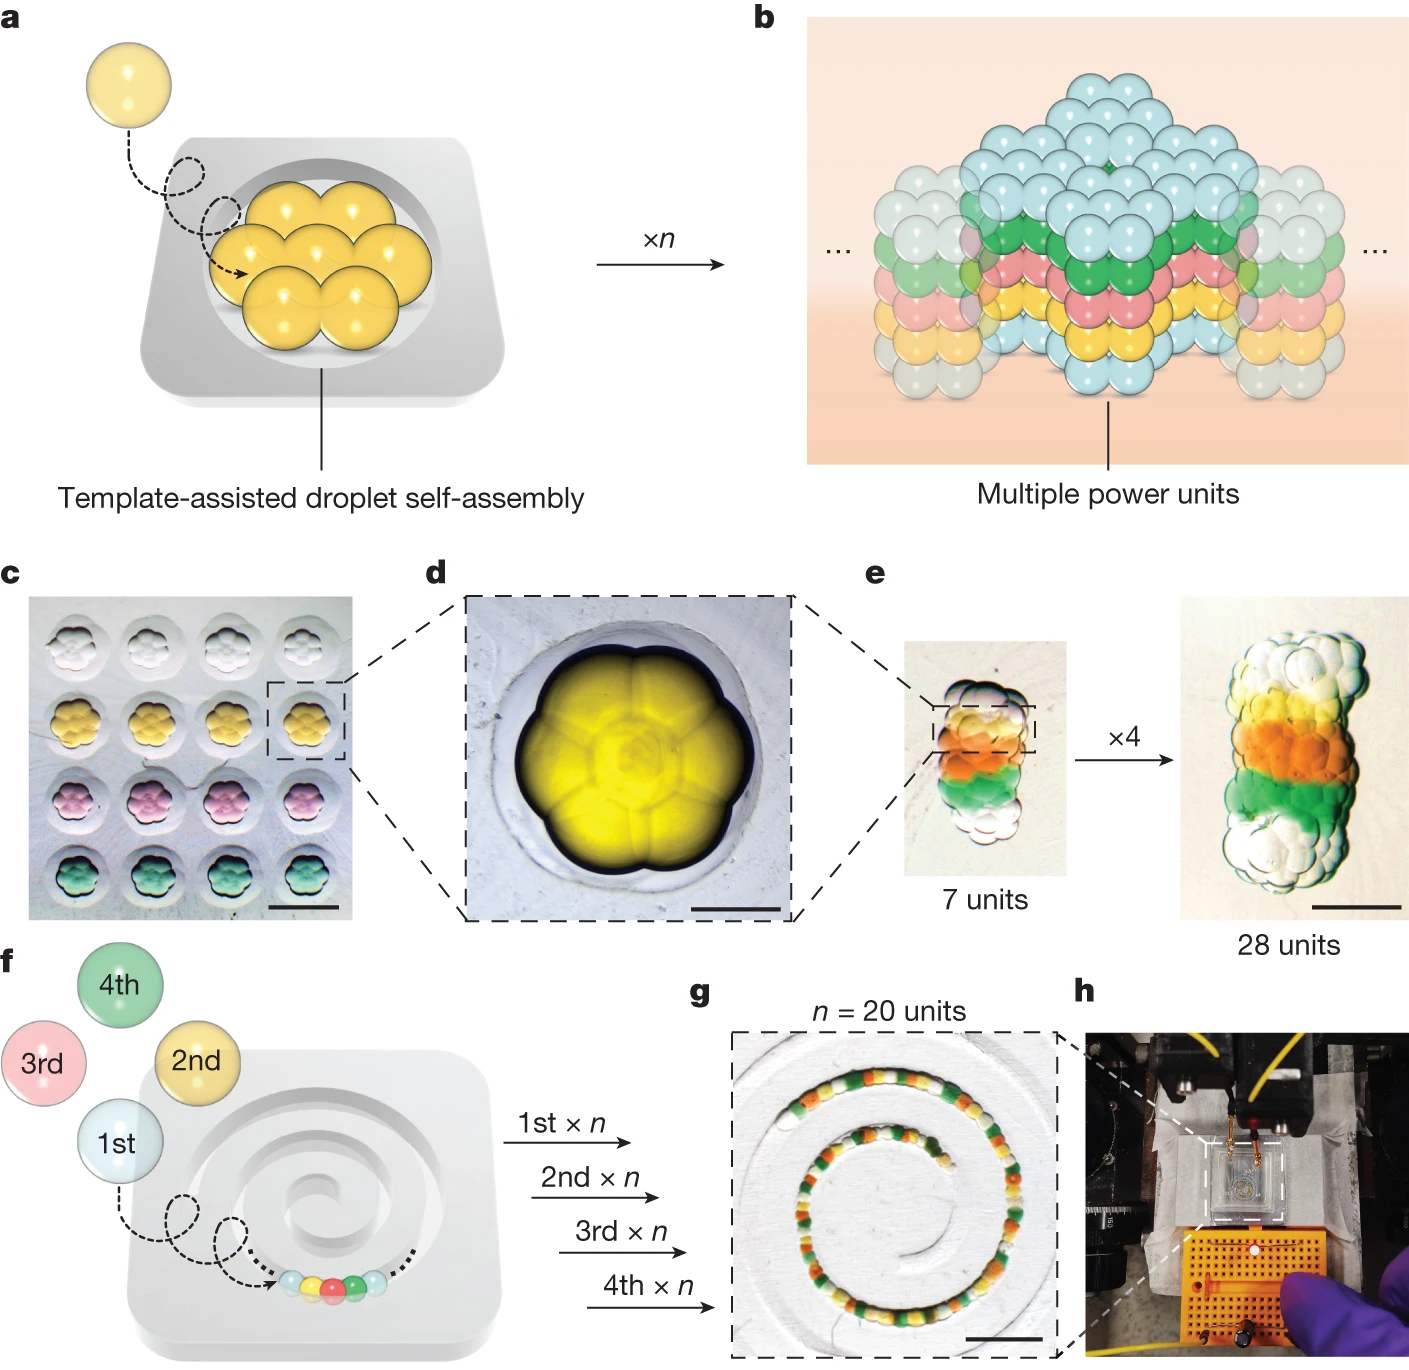 a
b
×n
...
...
Template-assisted droplet self-assembly
Multiple power units
c
d
e
×4
7 units
28 units
f
4th
3rd
2nd
1st
1st × n
2nd × n
3rd × n
4th × n
g
n = 20 units
h